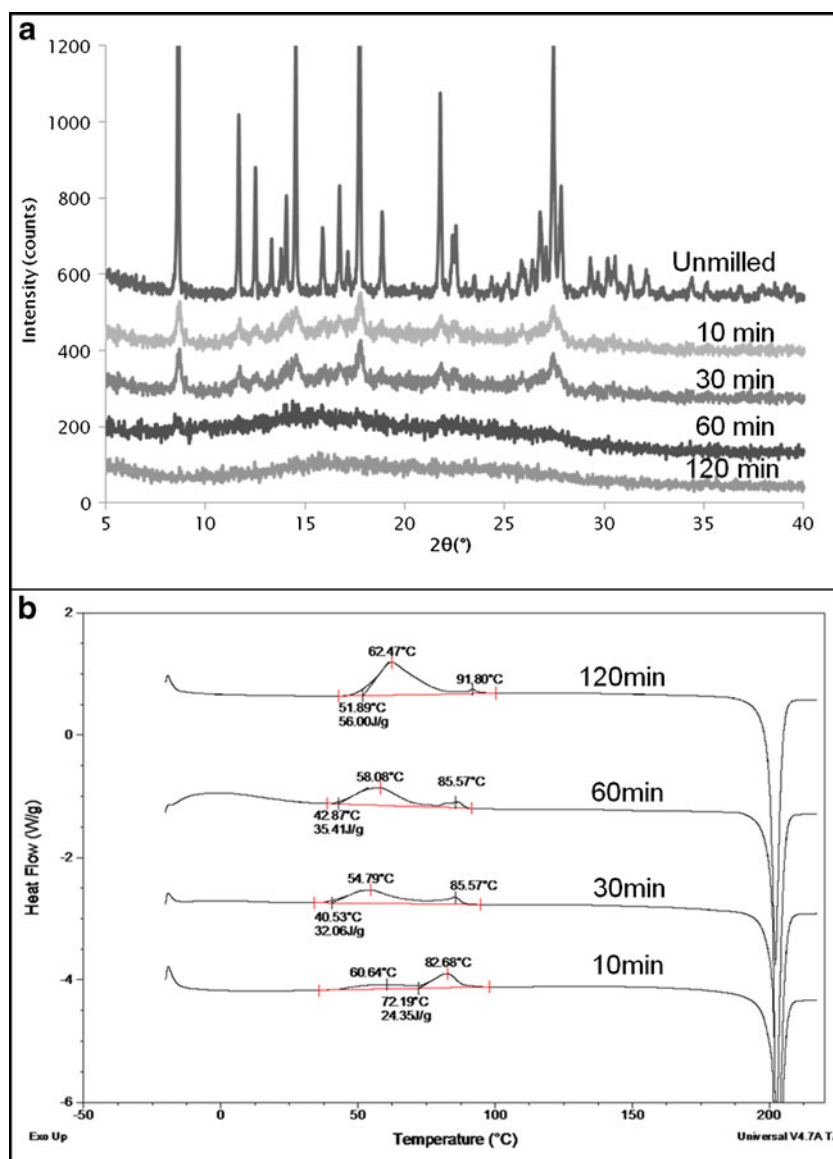 a
1200
1000
800
600
400
200
0
Intensity (counts)
Unmilled
10 min
30 min
60 min
120 min
5 10 15 20 25 30 35 40
2θ(°)
b
2
0
-2
-4
-6
Heat Flow (W/g)
62.47°C
91.80°C
120min
51.89°C
56.00J/g
58.08°C
85.57°C
60min
42.87°C
35.41J/g
54.79°C
85.57°C
30min
40.53°C
32.06J/g
60.64°C
82.68°C
10min
72.19°C
24.35J/g
-50 0 50 100 150 200
Exo Up
Temperature (°C)
Universal V4.7A T